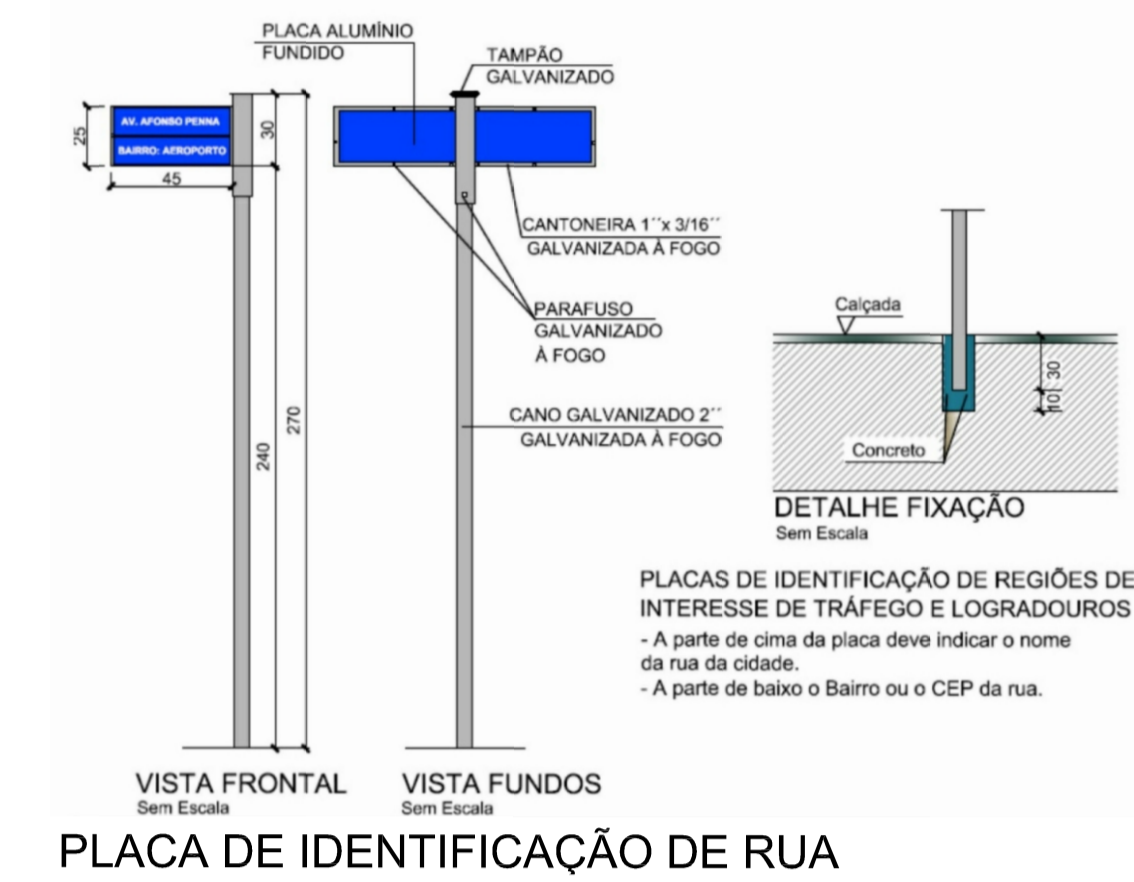 PLACA ALUMÍNIO
FUNDIDO
TAMPÃO
GALVANIZADO
AV. AFONSO PENNA
BAIRRO: AEROPORTO
25
30
45
CANTONEIRA 1´´x 3/16´´
GALVANIZADA À FOGO
PARAFUSO
GALVANIZADO
À FOGO
CANO GALVANIZADO 2´´
GALVANIZADA À FOGO
240
270
Calçada
30
10
Concreto
DETALHE FIXAÇÃO
Sem Escala
PLACAS DE IDENTIFICAÇÃO DE REGIÕES DE
INTERESSE DE TRÁFEGO E LOGRADOUROS
- A parte de cima da placa deve indicar o nome
da rua da cidade.
- A parte de baixo o Bairro ou o CEP da rua.
VISTA FRONTAL
Sem Escala
VISTA FUNDOS
Sem Escala
PLACA DE IDENTIFICAÇÃO DE RUA